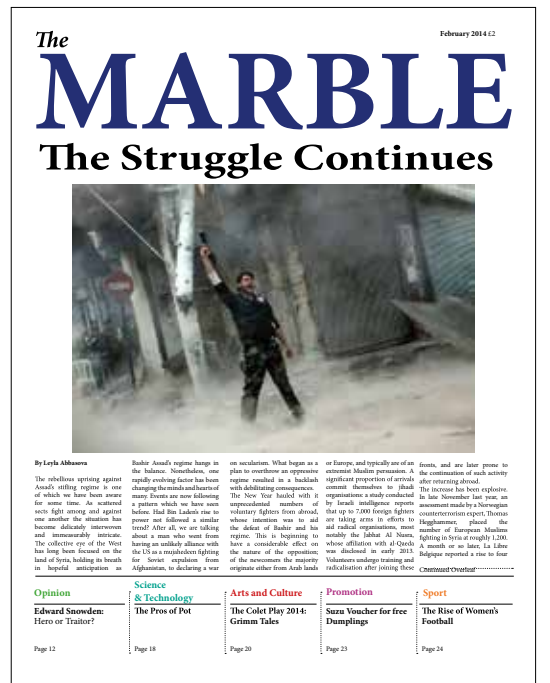 The
February 2014 £2
MARBLE
The Struggle Continues
By Leyla Abbasova
The rebellious uprising against
Assad's stifling regime is one
of which we have been aware
for some time. As scattered
sects fight among and against
one another the situation has
become delicately interwoven
and immeasurably intricate.
The collective eye of the West
has long been focused on the
land of Syria, holding its breath
in hopeful anticipation as
Bashir Assad's regime hangs in
the balance. Nonetheless, one
rapidly evolving factor has been
changing the minds and hearts of
many. Events are now following
a pattern which we have seen
before. Had Bin Laden's rise to
power not followed a similar
trend? After all, we are talking
about a man who went from
having an unlikely alliance with
the US as a mujahedeen fighting
for Soviet expulsion from
Afghanistan, to declaring a war
on secularism. What began as a
plan to overthrow an oppressive
regime resulted in a backlash
with debilitating consequences.
The New Year hauled with it
unprecedented numbers of
voluntary fighters from abroad,
whose intention was to aid
the defeat of Bashir and his
regime. This is beginning to
have a considerable effect on
the nature of the opposition;
of the newcomers the majority
originate either from Arab lands
or Europe, and typically are of an
extremist Muslim persuasion. A
significant proportion of arrivals
commit themselves to jihadi
organisations: a study conducted
by Israeli intelligence reports
that up to 7,000 foreign fighters
are taking arms in efforts to
aid radical organisations, most
notably the Jabhat Al Nusra,
whose affiliation with al-Qaeda
was disclosed in early 2013.
Volunteers undergo training and
radicalisation after joining these
fronts, and are later prone to
the continuation of such activity
after returning abroad.
The increase has been explosive.
In late November last year, an
assessment made by a Norwegian
counterterrorism expert, Thomas
Hegghammer, placed the
number of European Muslims
fighting in Syria at roughly 1,200.
A month or so later, La Libre
Belgique reported a rise to four
Continued Overleaf
Opinion
Edward Snowden:
Hero or Traitor?
Page 12
Science
& Technology
The Pros of Pot
Page 18
Arts and Culture
The Colet Play 2014:
Grimm Tales
Page 20
Promotion
Suzu Voucher for free
Dumplings
Page 23
Sport
The Rise of Women's
Football
Page 24